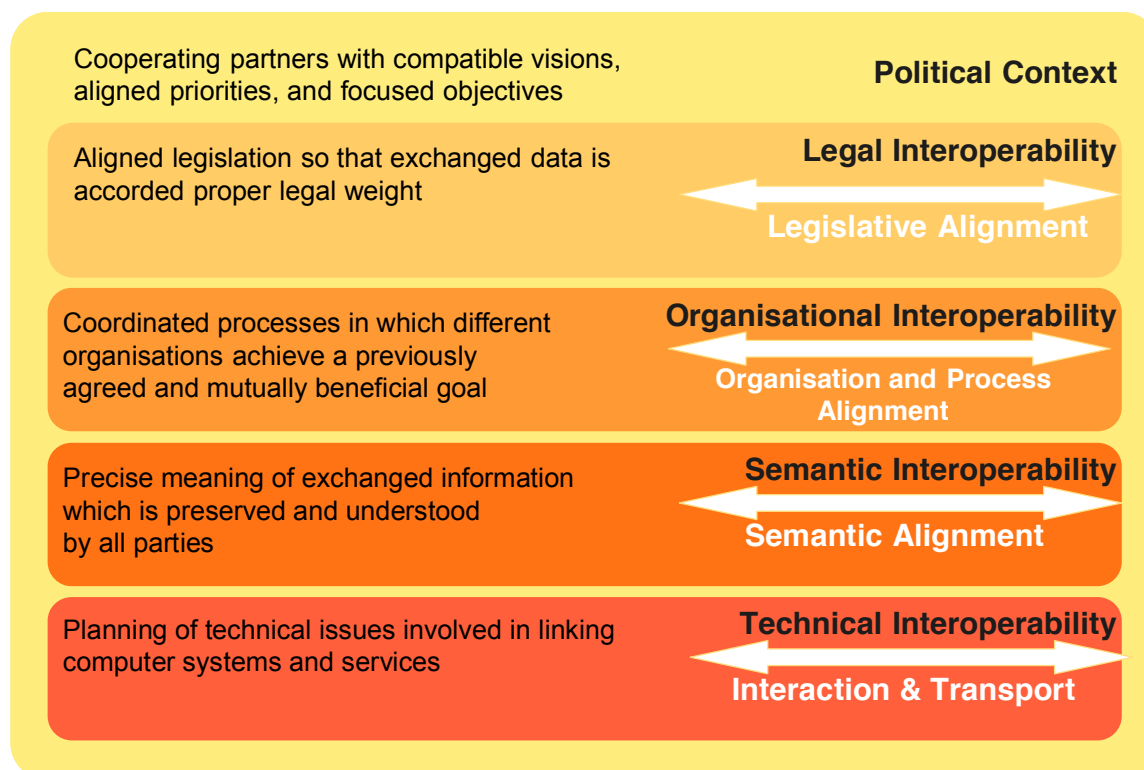 Cooperating partners with compatible visions,
aligned priorities, and focused objectives
Political Context
Aligned legislation so that exchanged data is
accorded proper legal weight
Legal Interoperability
Legislative Alignment
Coordinated processes in which different
organisations achieve a previously
agreed and mutually beneficial goal
Organisational Interoperability
Organisation and Process
Alignment
Precise meaning of exchanged information
which is preserved and understood
by all parties
Semantic Interoperability
Semantic Alignment
Planning of technical issues involved in linking
computer systems and services
Technical Interoperability
Interaction & Transport